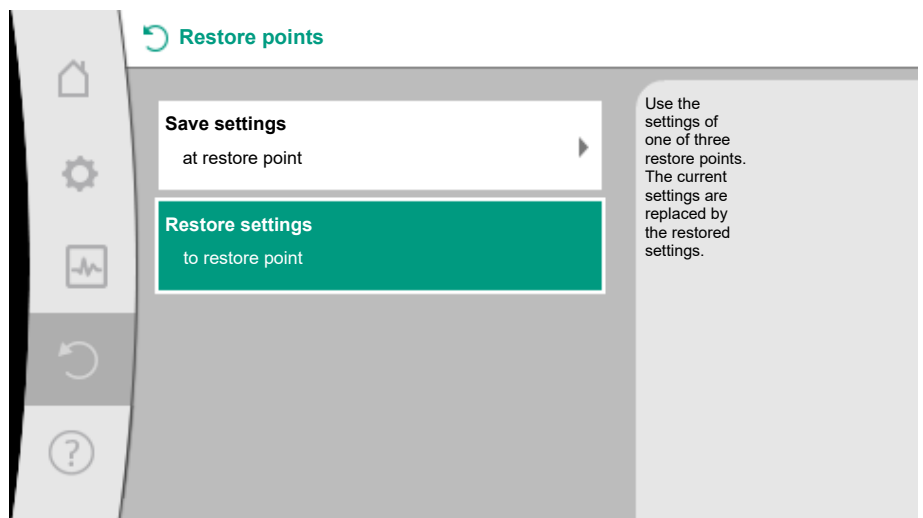 Restore points
Save settings
at restore point
Restore settings
to restore point
Use the
settings of
one of three
restore points.
The current
settings are
replaced by
the restored
settings.
?